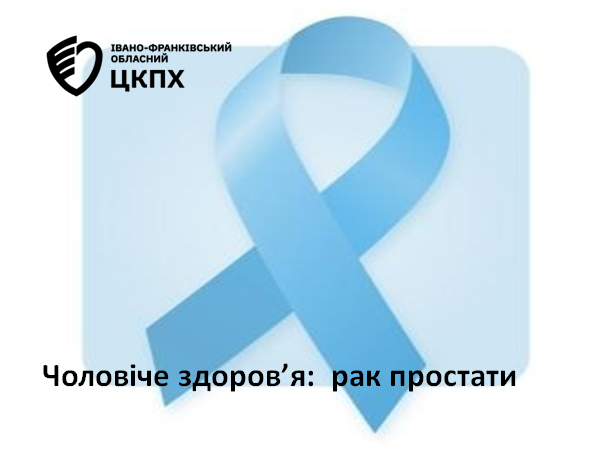 ІВАНО-ФРАНКІВСЬКИЙ
ОБЛАСНИЙ
ЦКПХ
Чоловіче здоров’я:  рак простати